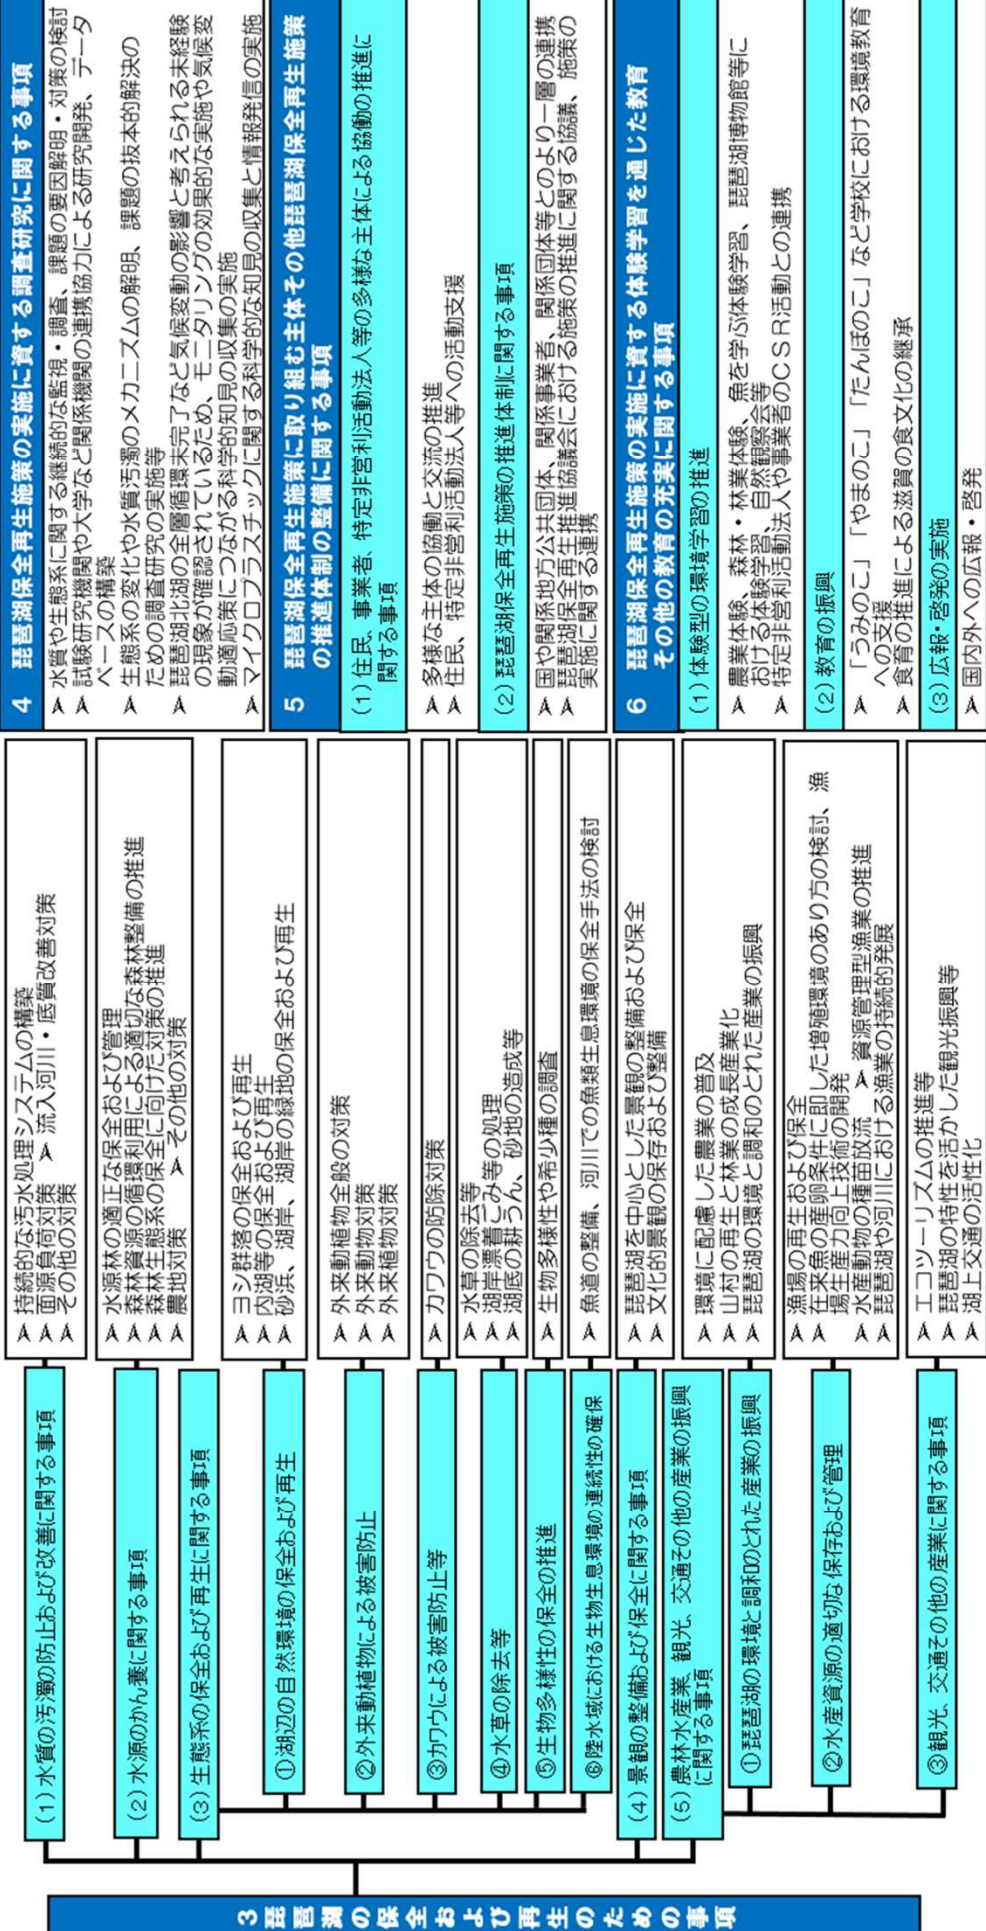 3 琵琶湖の保全および再生のための事項
(1) 水質の汚濁の防止および改善に関する事項
➢ 持続的な汚水処理システムの構築
➢ 面源負荷対策 ➢ 流入河川・底質改善対策
➢ その他の対策
(2) 水源のかん養に関する事項
➢ 水源林の適正な保全および管理
➢ 森林資源の循環利用による適切な森林整備の推進
➢ 森林生態系の保全に向けた対策の推進
➢ 農地対策 ➢ その他の対策
(3) 生態系の保全および再生に関する事項
①湖辺の自然環境の保全および再生
➢ ヨシ群落の保全および再生
➢ 内湖等の保全および再生
➢ 砂浜、湖岸、湖岸の緑地の保全および再生
②外来動植物による被害防止
➢ 外来動植物全般の対策
➢ 外来動物対策
➢ 外来植物対策
③カワウによる被害防止等
➢ カワウの防除対策
④水草の除去等
➢ 水草の除去等
➢ 湖岸漂着ごみ等の処理
➢ 湖底の耕うん、砂地の造成等
⑤生物多様性の保全の推進
➢ 生物多様性や希少種の調査
⑥陸水域における生物生息環境の連続性の確保
➢ 魚道の整備、河川での魚類生息環境の保全手法の検討
(4) 景観の整備および保全に関する事項
➢ 琵琶湖を中心とした景観の整備および保全
➢ 文化的景観の保存および整備
(5) 農林水産業、観光、交通その他の産業の振興
に関する事項
①琵琶湖の環境と調和のとれた産業の振興
➢ 環境に配慮した農業の普及
➢ 山村の再生と林業の成長産業化
➢ 琵琶湖の環境と調和のとれた産業の振興
②水産資源の適切な保存および管理
➢ 漁場の再生および保全
➢ 在来魚の産卵条件に即した増殖環境のあり方の検討、漁
場生産力向上技術の開発
➢ 水産動物の種苗放流 ➢ 資源管理型漁業の推進
➢ 琵琶湖や河川における漁業の持続的発展
③観光、交通その他の産業に関する事項
➢ エコツーリズムの推進等
➢ 琵琶湖の特性を活かした観光振興等
➢ 湖上交通の活性化
4 琵琶湖保全再生施策の実施に資する調査研究に関する事項
➢ 水質や生態系に関する継続的な監視・調査、課題の要因解明・対策の検討
➢ 試験研究機関や大学など関係機関の連携協力による研究開発、データ
ベースの構築
➢ 生態系の変化や水質汚濁のメカニズムの解明、課題の抜本的解決の
ための調査研究の実施等
➢ 琵琶湖北湖の全層循環未完了など気候変動の影響と考えられる未経験
の現象が確認されているため、モニタリングの効果的な実施や気候変
動適応策につながる科学的知見の収集の実施
➢ マイクロプラスチックに関する科学的な知見の収集と情報発信の実施
5 琵琶湖保全再生施策に取り組む主体その他琵琶湖保全再生施策
の推進体制の整備に関する事項
(1) 住民、事業者、特定非営利活動法人等の多様な主体による協働の推進に
関する事項
➢ 多様な主体の協働と交流の推進
➢ 住民、特定非営利活動法人等への活動支援
(2) 琵琶湖保全再生施策の推進体制に関する事項
➢ 国や関係地方公共団体、関係事業者、関係団体等とのより一層の連携
➢ 琵琶湖保全再生推進協議会における施策の推進に関する協議、施策の
実施に関する連携
6 琵琶湖保全再生施策の実施に資する体験学習を通じた教育
その他の教育の充実に関する事項
(1) 体験型の環境学習の推進
➢ 農業体験、森林・林業体験、魚を学ぶ体験学習、琵琶湖博物館等に
おける体験学習、自然観察会等
➢ 特定非営利活動法人や事業者のCSR活動との連携
(2) 教育の振興
➢ 「うみのこ」「やまのこ」「たんぼのこ」など学校における環境教育
への支援
➢ 食育の推進による滋賀の食文化の継承
(3) 広報・啓発の実施
➢ 国内外への広報・啓発